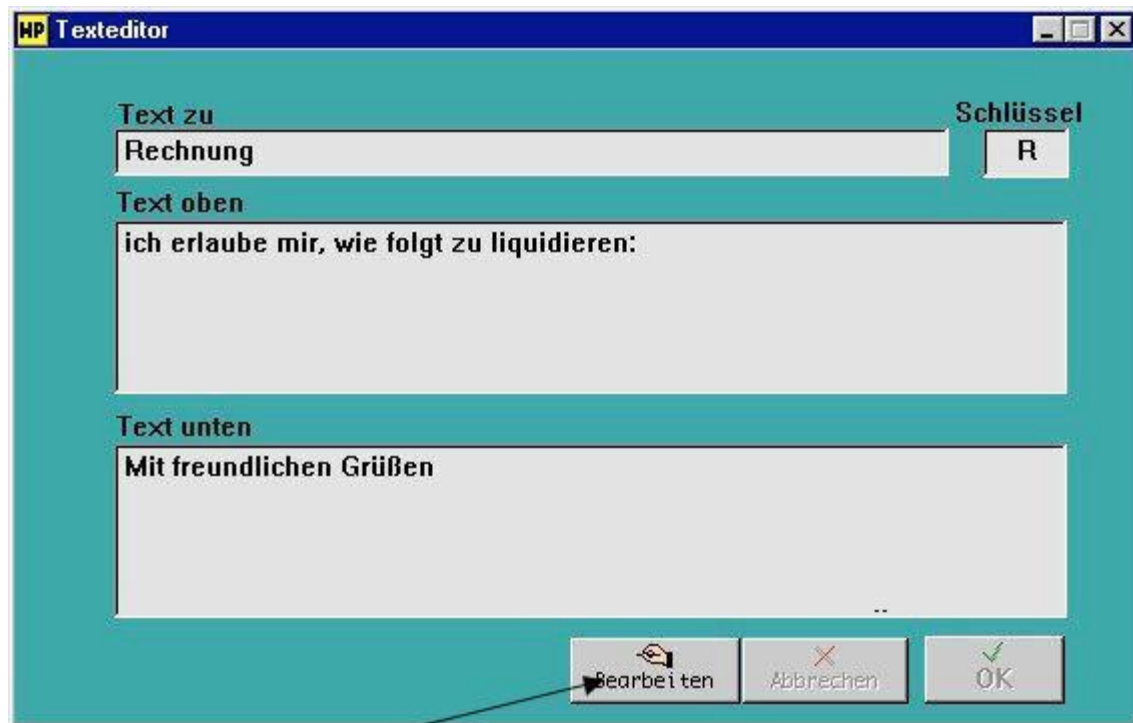 HP Texteditor
Text zu
Schlüssel
Rechnung
R
Text oben
ich erlaube mir, wie folgt zu liquidieren:
Text unten
Mit freundlichen Grüßen
Bearbeiten
Abbrechen
OK